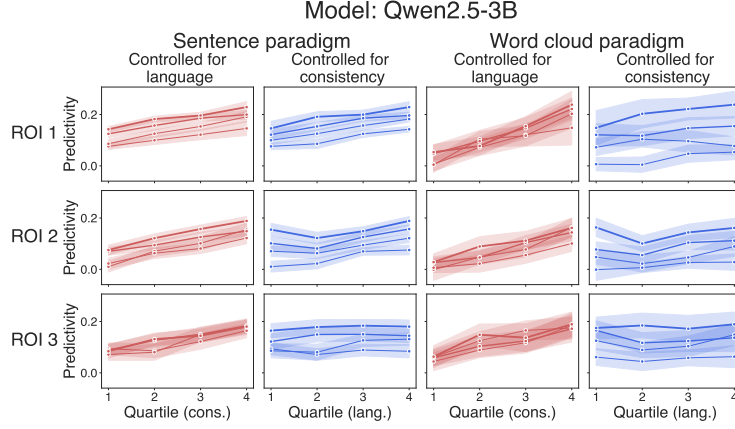 Model: Qwen2.5-3B
Sentence paradigm
Word cloud paradigm
Controlled for
language
Controlled for
consistency
Controlled for
language
Controlled for
consistency
ROI 1
Predictivity
0.2
0.0
ROI 2
Predictivity
0.2
0.0
ROI 3
Predictivity
0.2
0.0
1 2 3 4 1 2 3 4 1 2 3 4 1 2 3 4
Quartile (cons.) Quartile (lang.) Quartile (cons.) Quartile (lang.)